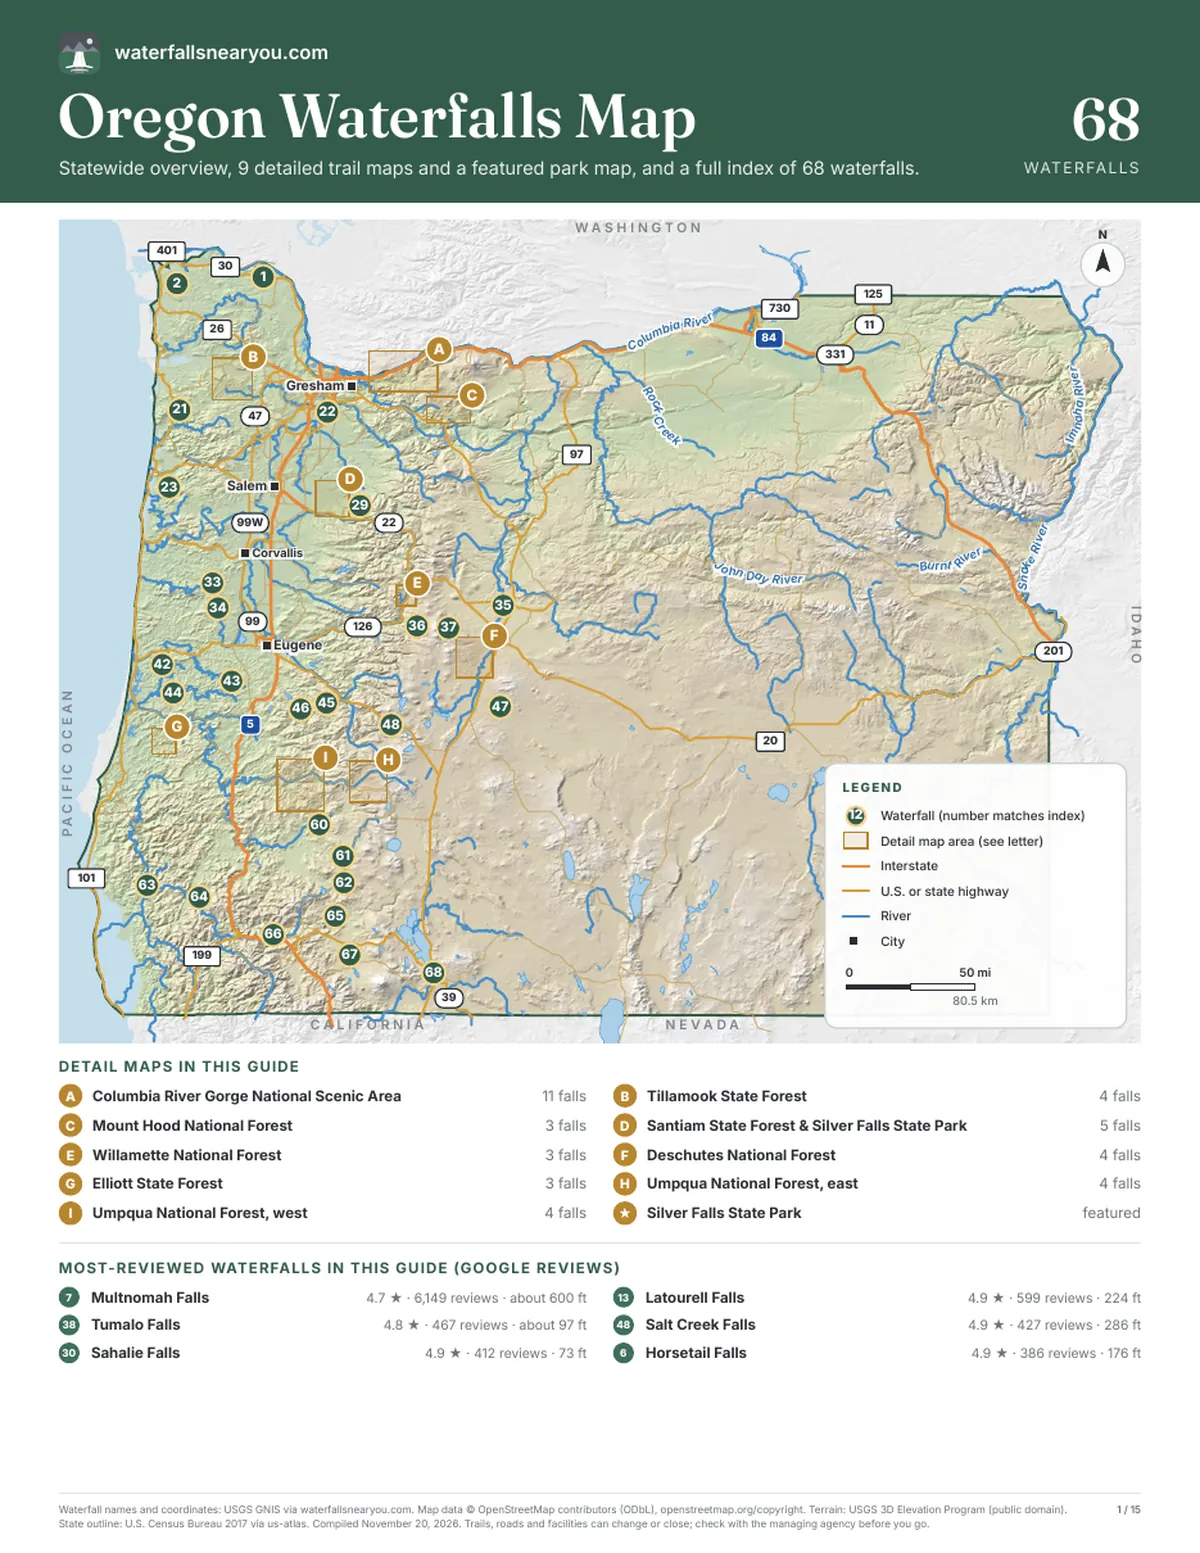 waterfallsnearyou.com
Oregon Waterfalls Map
68
Statewide overview, 9 detailed trail maps and a featured park map, and a full index of 68 waterfalls.
WATERFALLS
WASHINGTON
N
401
30
1
2
125
730
11
26
Columbia River
84
331
B
A
Gresham
C
Rock Creek
Imnaha River
21
47
22
97
Salem
D
23
29
99W
22
Corvallis
Snake River
Burnt River
John Day River
33
E
34
35
99
126
36
37
F
IDAHO
Eugene
201
42
43
44
46
45
47
PACIFIC OCEAN
G
5
48
20
I
H
60
61
62
101
63
64
65
66
199
67
68
39
CALIFORNIA
NEVADA
LEGEND
12 Waterfall (number matches index)
Detail map area (see letter)
Interstate
U.S. or state highway
River
City
0 50 mi
80.5 km
DETAIL MAPS IN THIS GUIDE
A Columbia River Gorge National Scenic Area 11 falls
B Tillamook State Forest 4 falls
C Mount Hood National Forest 3 falls
D Santiam State Forest & Silver Falls State Park 5 falls
E Willamette National Forest 3 falls
F Deschutes National Forest 4 falls
G Elliott State Forest 3 falls
H Umpqua National Forest, east 4 falls
I Umpqua National Forest, west 4 falls
★ Silver Falls State Park featured
MOST-REVIEWED WATERFALLS IN THIS GUIDE (GOOGLE REVIEWS)
7 Multnomah Falls 4.7 ★ · 6,149 reviews · about 600 ft
13 Latourell Falls 4.9 ★ · 599 reviews · 224 ft
38 Tumalo Falls 4.8 ★ · 467 reviews · about 97 ft
48 Salt Creek Falls 4.9 ★ · 427 reviews · 286 ft
30 Sahalie Falls 4.9 ★ · 412 reviews · 73 ft
6 Horsetail Falls 4.9 ★ · 386 reviews · 176 ft
Waterfall names and coordinates: USGS GNIS via waterfallsnearyou.com. Map data © OpenStreetMap contributors (ODbL), openstreetmap.org/copyright. Terrain: USGS 3D Elevation Program (public domain).
1 / 15
State outline: U.S. Census Bureau 2017 via us-atlas. Compiled November 20, 2026. Trails, roads and facilities can change or close; check with the managing agency before you go.